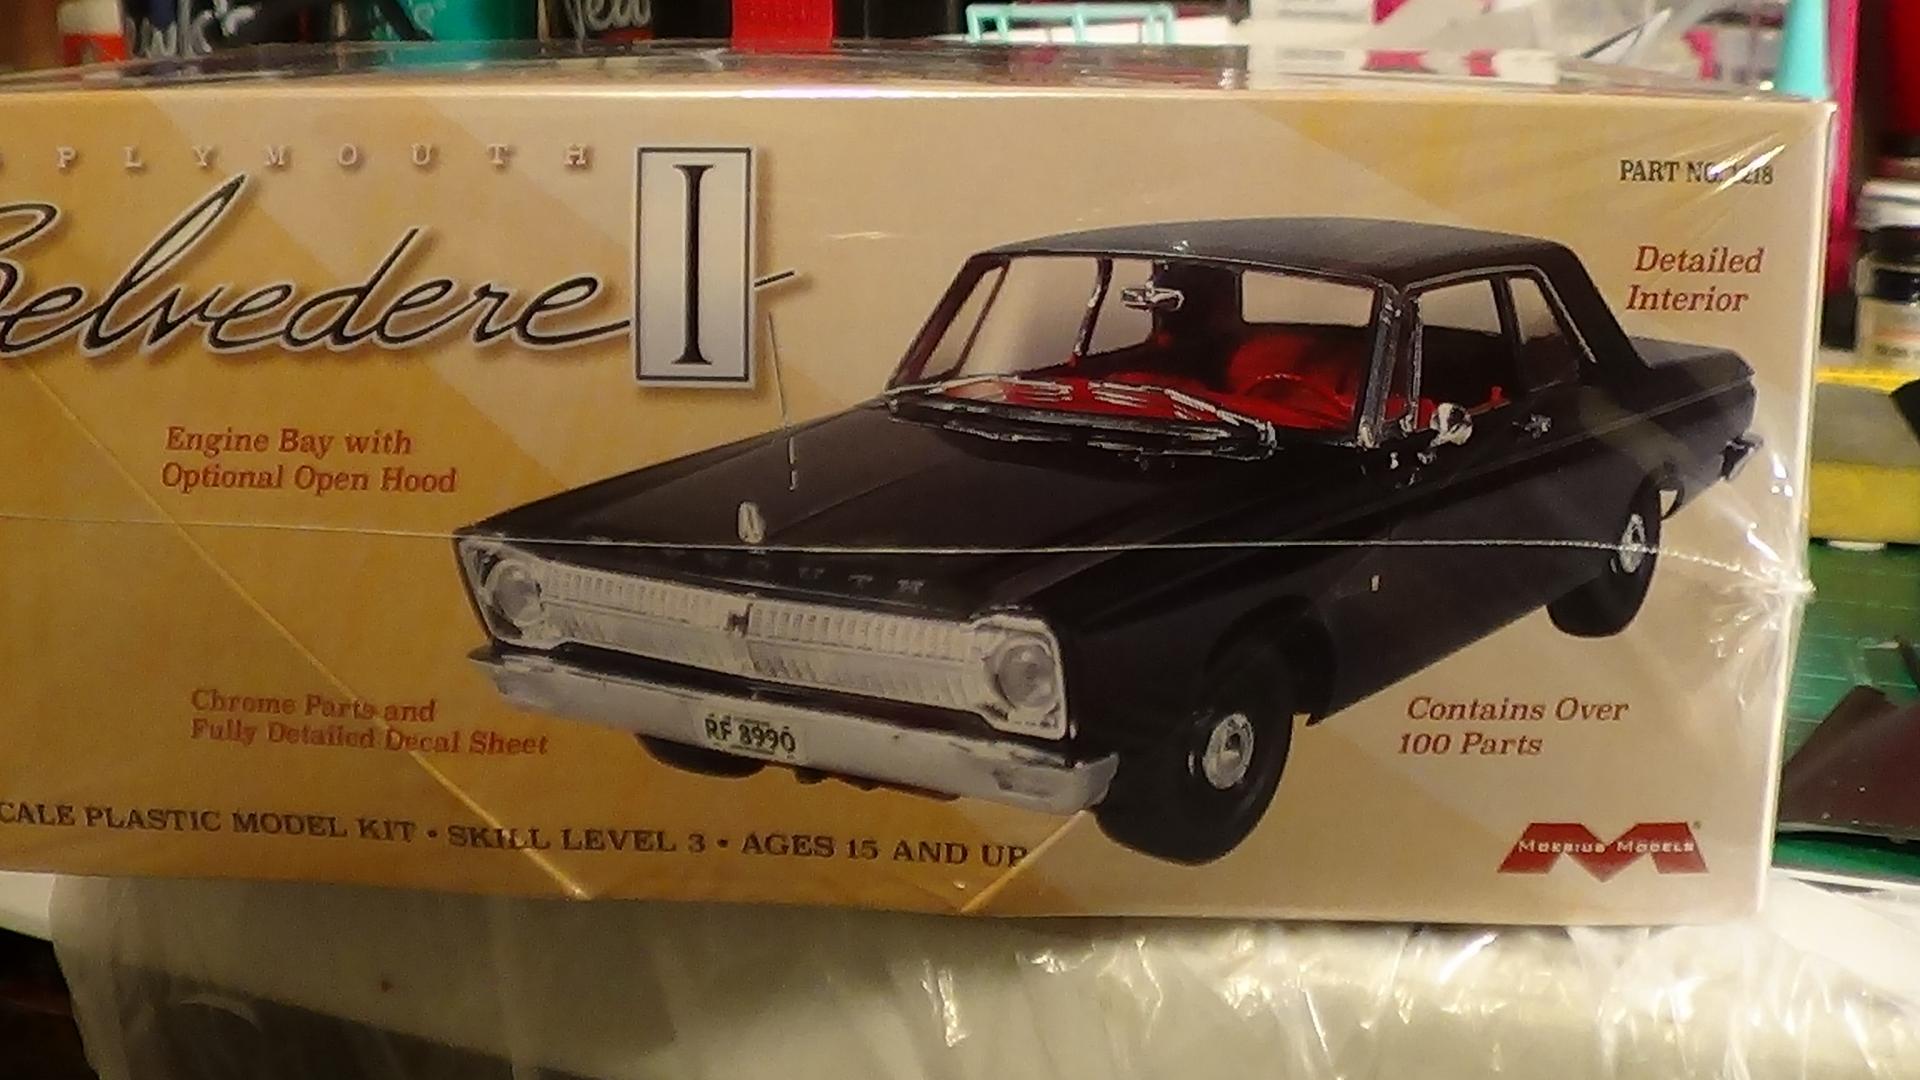 PLYMOUTH
Belvedere I
PART NO. 1218
Detailed
Interior
Engine Bay with
Optional Open Hood
Chrome Parts and
Fully Detailed Decal Sheet
RF 8990
Contains Over
100 Parts
CALE PLASTIC MODEL KIT • SKILL LEVEL 3 • AGES 15 AND UP
MOEBIUS MODELS